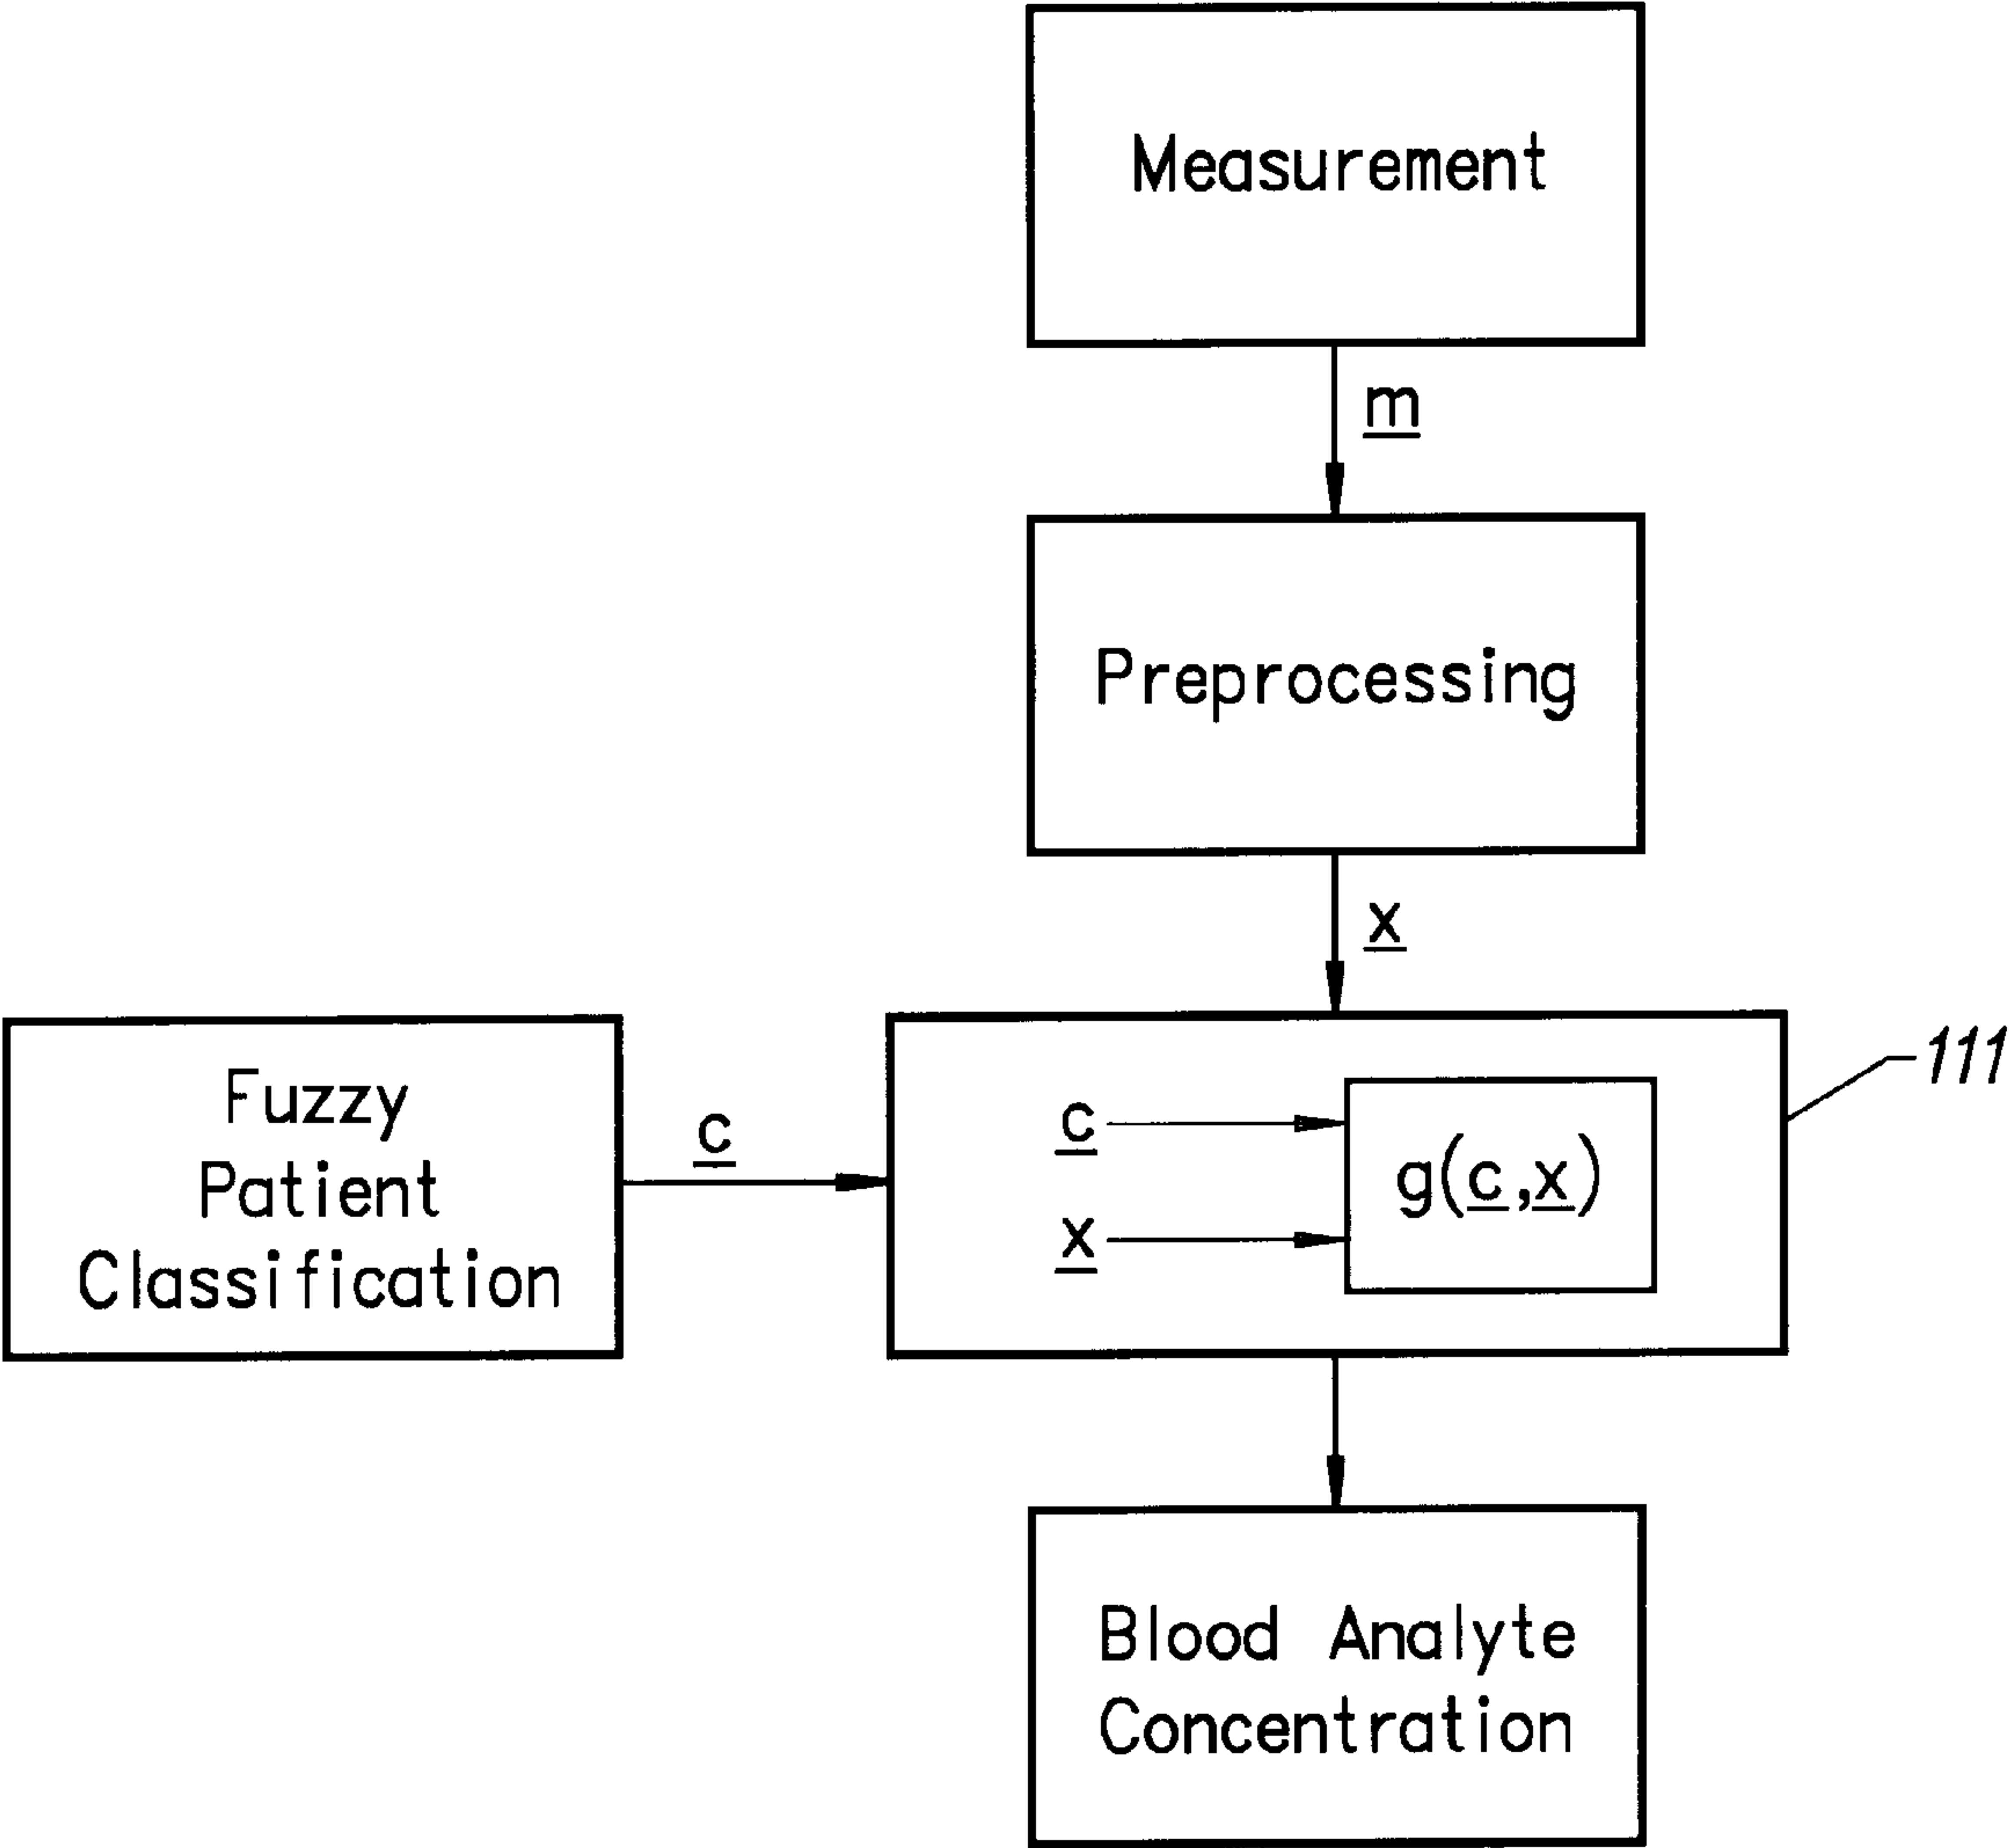 Measurement
m
Preprocessing
x
111
Fuzzy
Patient
Classification
c
c
x
g(c,x)
Blood Analyte
Concentration